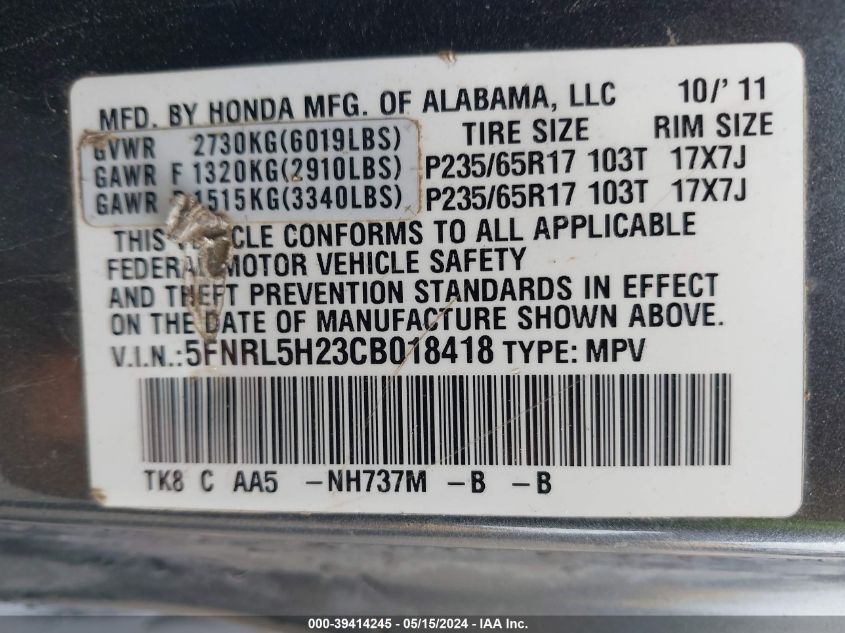 MFD. BY HONDA MFG. OF ALABAMA, LLC 10/'11
GVWR 2730KG(6019LBS) TIRE SIZE RIM SIZE
GAWR F 1320KG(2910LBS) P235/65R17 103T 17X7J
GAWR R 1515KG(3340LBS) P235/65R17 103T 17X7J
THIS VEHICLE CONFORMS TO ALL APPLICABLE
FEDERAL MOTOR VEHICLE SAFETY
AND THEFT PREVENTION STANDARDS IN EFFECT
ON THE DATE OF MANUFACTURE SHOWN ABOVE.
V.I.N.:5FNRL5H23CB018418 TYPE: MPV
TK8 C AA5 -NH737M -B -B
000-39414245 - 05/15/2024 - IAA Inc.